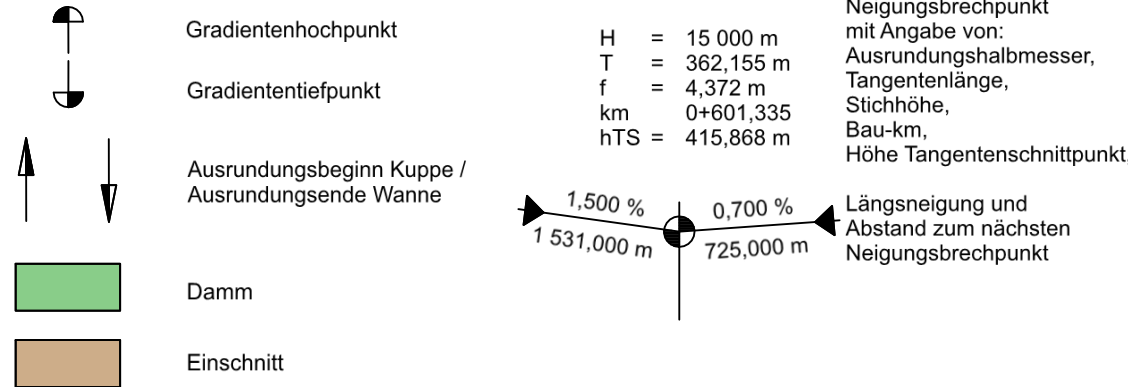 Gradientenhochpunkt
Gradiententiefpunkt
Ausrundungsbeginn Kuppe /
Ausrundungsende Wanne
Damm
Einschnitt
H = 15 000 m
T = 362,155 m
f = 4,372 m
km 0+601,335
hTS = 415,868 m
Neigungsbrechpunkt
mit Angabe von:
Ausrundungshalbmesser,
Tangentenlänge,
Stichhöhe,
Bau-km,
Höhe Tangentenschnittpunkt,
1,500 %
1 531,000 m
0,700 %
725,000 m
Längsneigung und
Abstand zum nächsten
Neigungsbrechpunkt